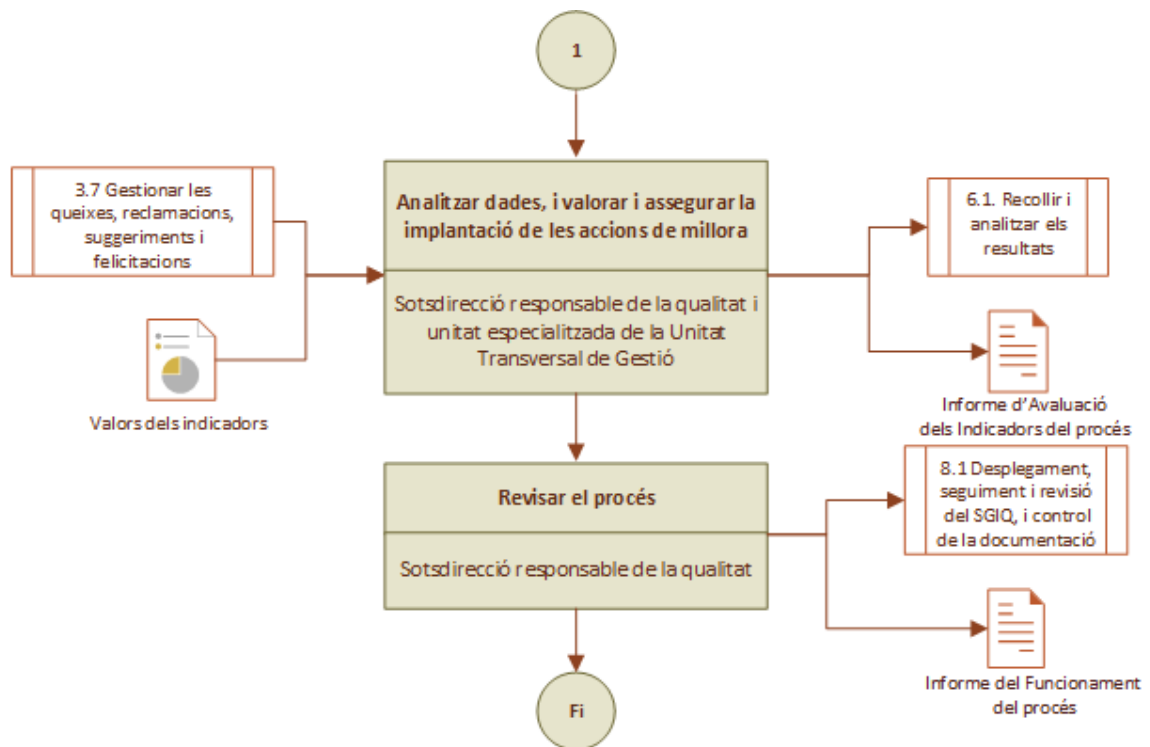 1
3.7 Gestionar les
queixes, reclamacions,
suggeriments i
felicitacions
Valors dels indicadors
Analitzar dades, i valorar i assegurar la
implantació de les accions de millora
Sotsdirecció responsable de la qualitat i
unitat especialitzada de la Unitat
Transversal de Gestió
6.1. Recollir i
analitzar els
resultats
Informe d'Avaluació
dels Indicadors del procés
Revisar el procés
Sotsdirecció responsable de la qualitat
8.1 Desplegament,
seguiment i revisió
del SGIQ, i control
de la documentació
Informe del Funcionament
del procés
Fi